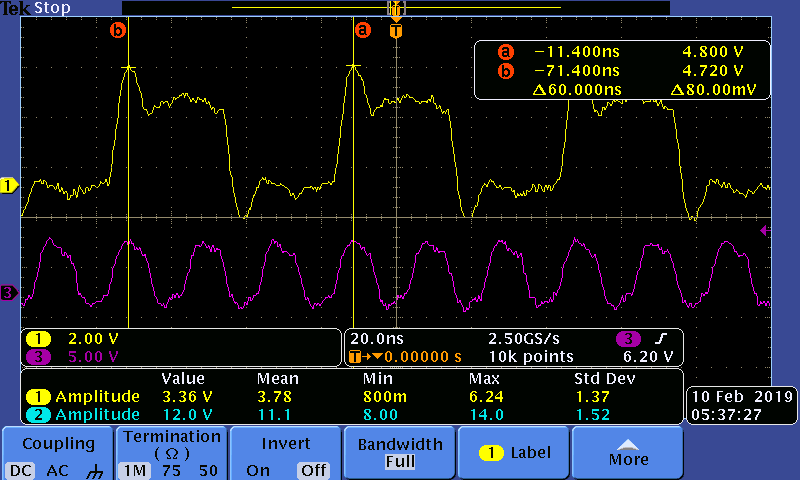 Tek Stop
b a T
a −11.400ns 4.800 V
b −71.400ns 4.720 V
Δ60.000ns Δ80.00mV
1
3
1 2.00 V
3 5.00 V
20.0ns 2.50GS/s 3
T→▼0.00000 s 10k points 6.20 V
Value Mean Min Max Std Dev
1 Amplitude 3.36 V 3.78 800m 6.24 1.37
2 Amplitude 12.0 V 11.1 8.00 14.0 1.52
10 Feb 2019
05:37:27
Coupling
DC AC
Termination
(Ω)
1M 75 50
Invert
On Off
Bandwidth
Full
1 Label
More